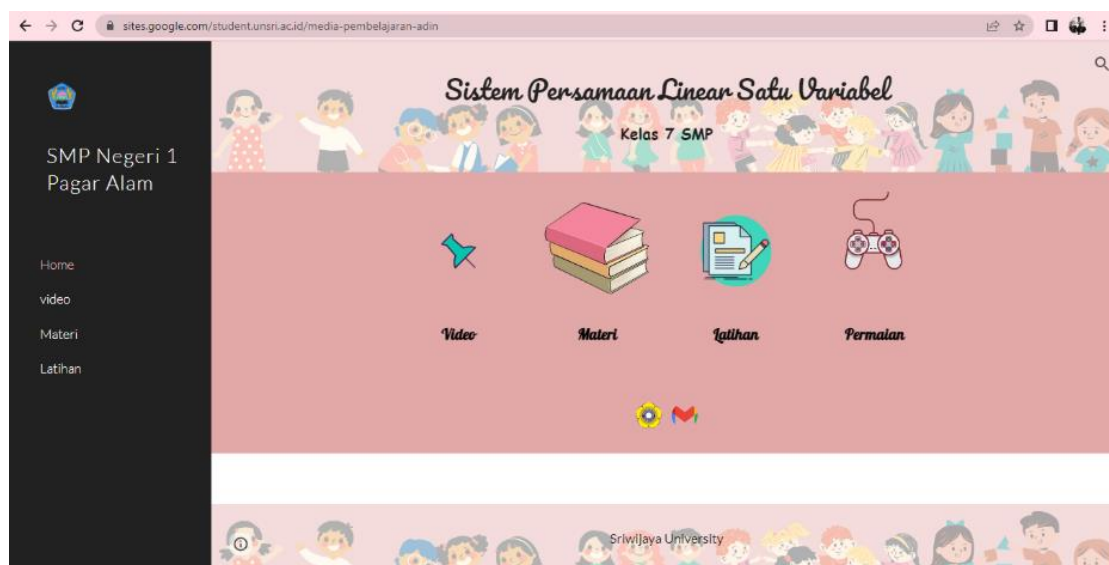 sites.google.com/student.unsri.ac.id/media-pembelajaran-adin
SMP Negeri 1
Pagar Alam
Home
video
Materi
Latihan
Sistem Persamaan Linear Satu Variabel
Kelas 7 SMP
Video Materi Latihan Permaian
Sriwijaya University